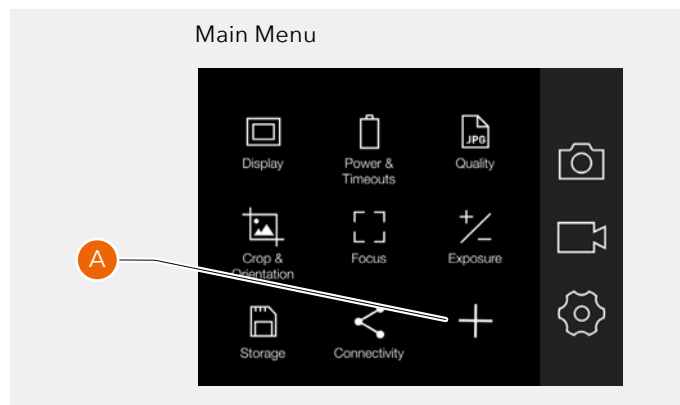 Main Menu
Display
Power &
Timeouts
JPG
Quality
Crop &
Orientation
Focus
Exposure
A
Storage
Connectivity